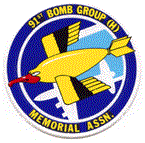 91ST BOMB GROUP (H)
MEMORIAL ASSN.